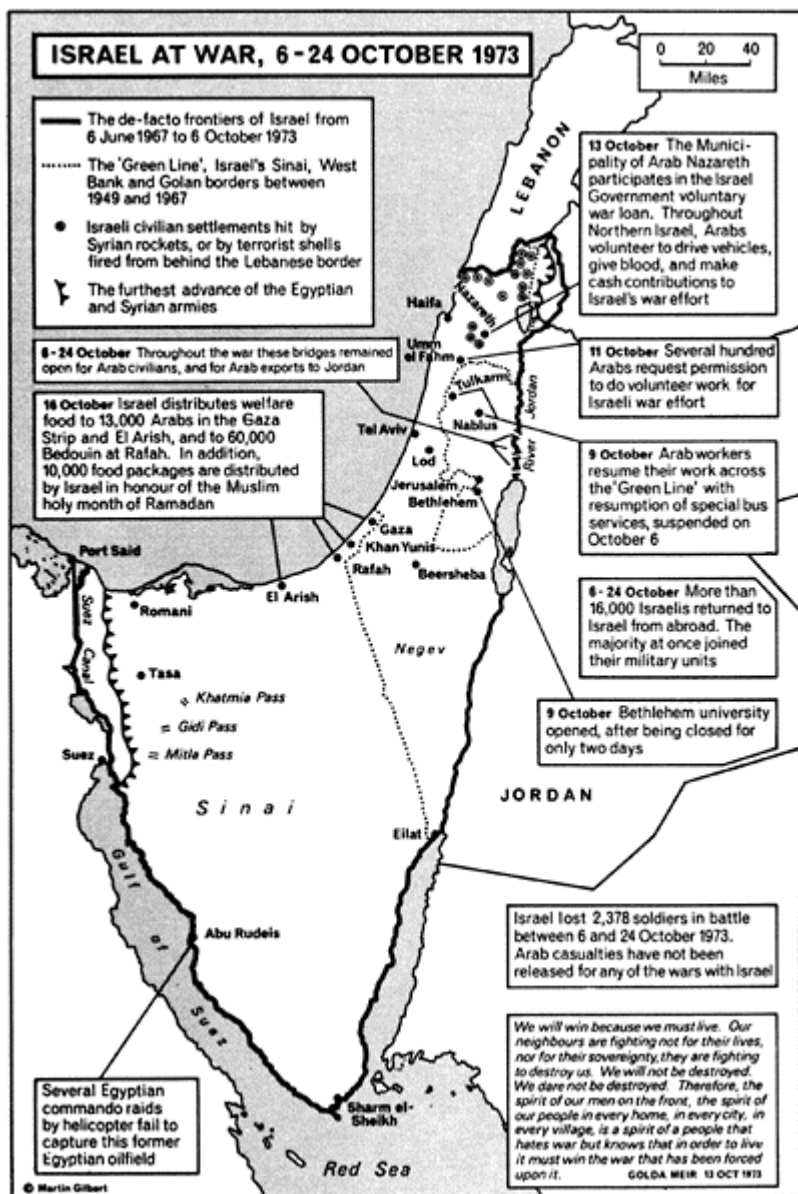 ISRAEL AT WAR, 6-24 OCTOBER 1973
0 20 40
Miles
The de-facto frontiers of Israel from
6 June 1967 to 6 October 1973
The 'Green Line', Israel's Sinai, West
Bank and Golan borders between
1949 and 1967
Israeli civilian settlements hit by
Syrian rockets, or by terrorist shells
fired from behind the Lebanese border
The furthest advance of the Egyptian
and Syrian armies
LEBANON
13 October The Munici-
pality of Arab Nazareth
participates in the Israel
Government voluntary
war loan. Throughout
Northern Israel, Arabs
volunteer to drive vehicles,
give blood, and make
cash contributions to
Israel's war effort
Haifa
Nazareth
Umm
el Fahm
6-24 October Throughout the war these bridges remained
open for Arab civilians, and for Arab exports to Jordan
11 October Several hundred
Arabs request permission
to do volunteer work for
Israeli war effort
16 October Israel distributes welfare
food to 13,000 Arabs in the Gaza
Strip and El Arish, and to 60,000
Bedouin at Rafah. In addition,
10,000 food packages are distributed
by Israel in honour of the Muslim
holy month of Ramadan
Tulkarm
Nablus
Tel Aviv
Lod
River Jordan
Jerusalem
Bethlehem
9 October Arab workers
resume their work across
the 'Green Line' with
resumption of special bus
services, suspended on
October 6
Gaza
Khan Yunis
Rafah
Beersheba
El Arish
Port Said
Romani
Suez Canal
Negev
6-24 October More than
16,000 Israelis returned to
Israel from abroad. The
majority at once joined
their military units
Tasa
Khatmia Pass
Gidi Pass
Mitla Pass
Suez
9 October Bethlehem university
opened, after being closed for
only two days
Sinai
JORDAN
Eilat
Gulf of Suez
Abu Rudeis
Israel lost 2,378 soldiers in battle
between 6 and 24 October 1973.
Arab casualties have not been
released for any of the wars with Israel
We will win because we must live. Our
neighbours are fighting not for their lives,
nor for their sovereignty, they are fighting
to destroy us. We will not be destroyed.
We dare not be destroyed. Therefore, the
spirit of our men on the front, the spirit of
our people in every home, in every city, in
every village, is a spirit of a people that
hates war but knows that in order to live
it must win the war that has been forced
upon it. GOLDA MEIR 13 OCT 1973
Several Egyptian
commando raids
by helicopter fail to
capture this former
Egyptian oilfield
Sharm el-
Sheikh
Red Sea
© Martin Gilbert